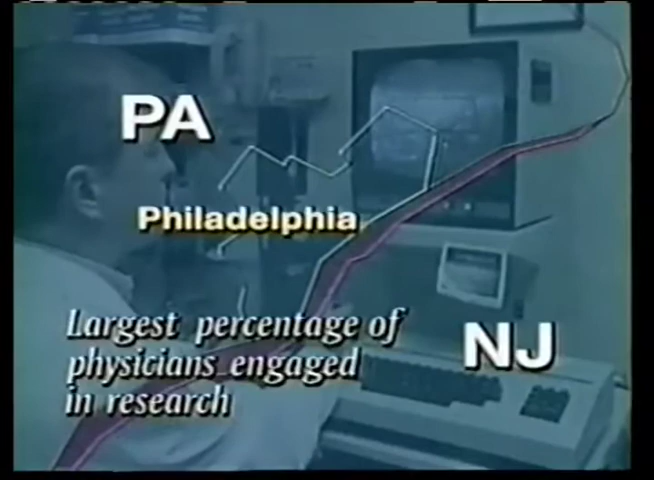 PA
Philadelphia
Largest percentage of
physicians engaged
in research
NJ